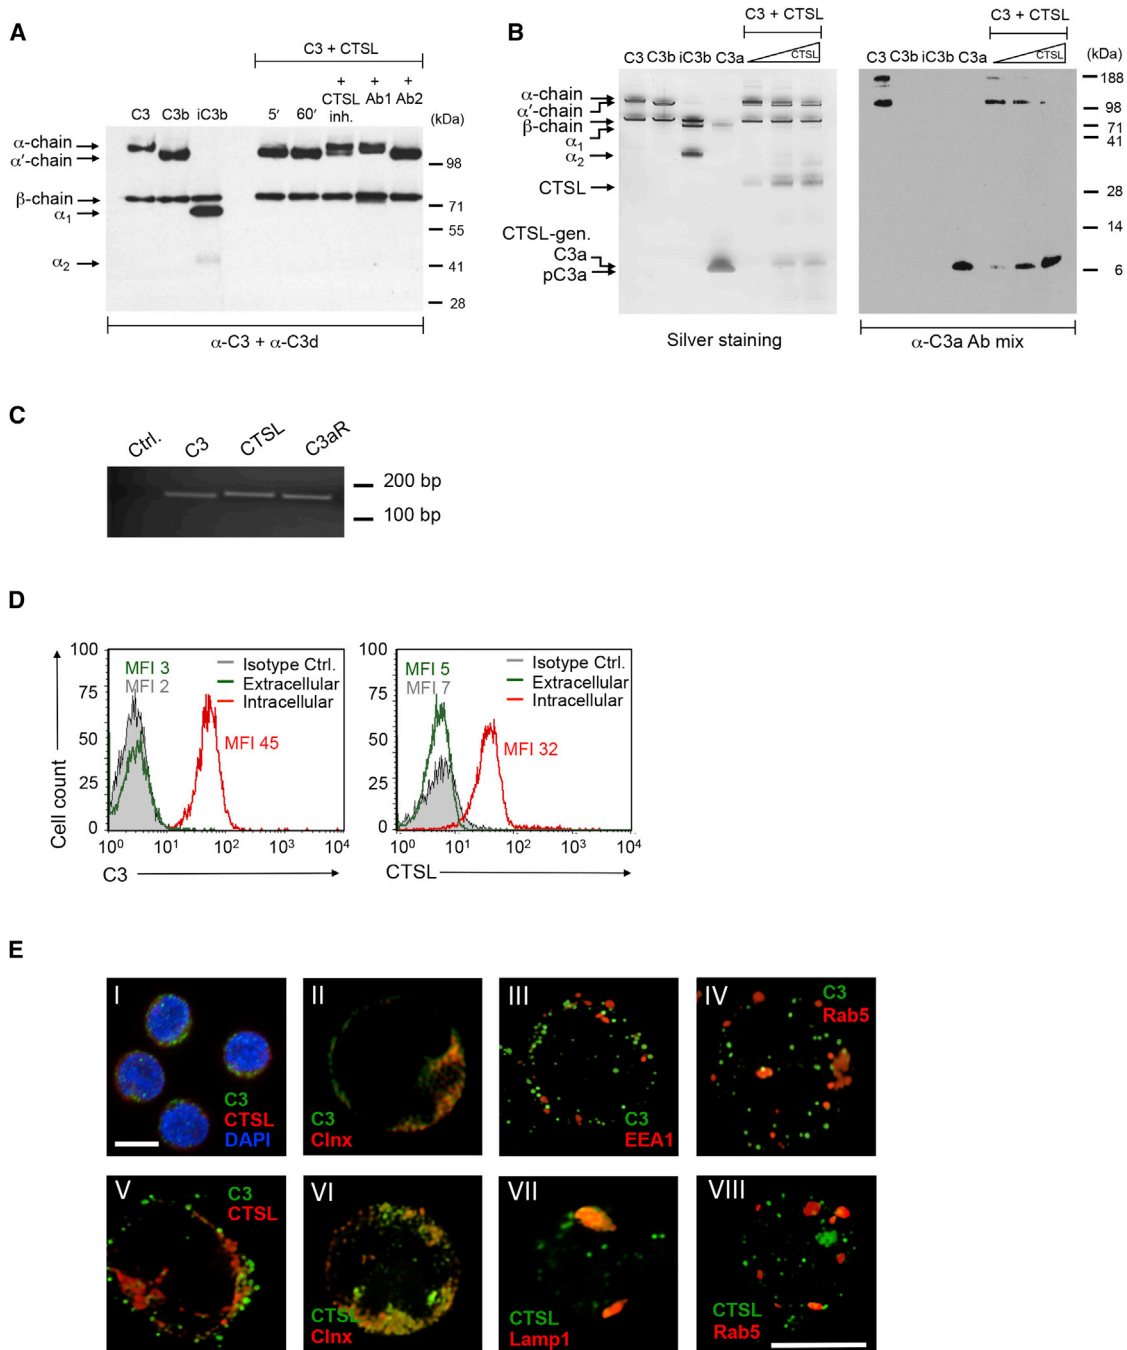 A
C3 + CTSL
+ CTSL inh.
+ Ab1
+ Ab2
C3 C3b iC3b 5′ 60′ (kDa)
α-chain
α′-chain
β-chain
α1
α2
98
71
55
41
28
α-C3 + α-C3d
B
C3 + CTSL
C3 C3b iC3b C3a CTSL
α-chain
α′-chain
β-chain
α1
α2
CTSL
CTSL-gen.
C3a
pC3a
Silver staining
C3 + CTSL
C3 C3b iC3b C3a CTSL (kDa)
188
98
71
41
28
14
6
α-C3a Ab mix
C
Ctrl. C3 CTSL C3aR
200 bp
100 bp
D
Cell count
100
75
50
25
0
MFI 3
MFI 2
MFI 45
Isotype Ctrl.
Extracellular
Intracellular
10⁰ 10¹ 10² 10³ 10⁴
C3
100
75
50
25
0
MFI 5
MFI 7
MFI 32
Isotype Ctrl.
Extracellular
Intracellular
10⁰ 10¹ 10² 10³ 10⁴
CTSL
E
I
C3
CTSL
DAPI
II
C3
Clnx
III
C3
EEA1
IV
C3
Rab5
V
C3
CTSL
VI
CTSL
Clnx
VII
CTSL
Lamp1
VIII
CTSL
Rab5